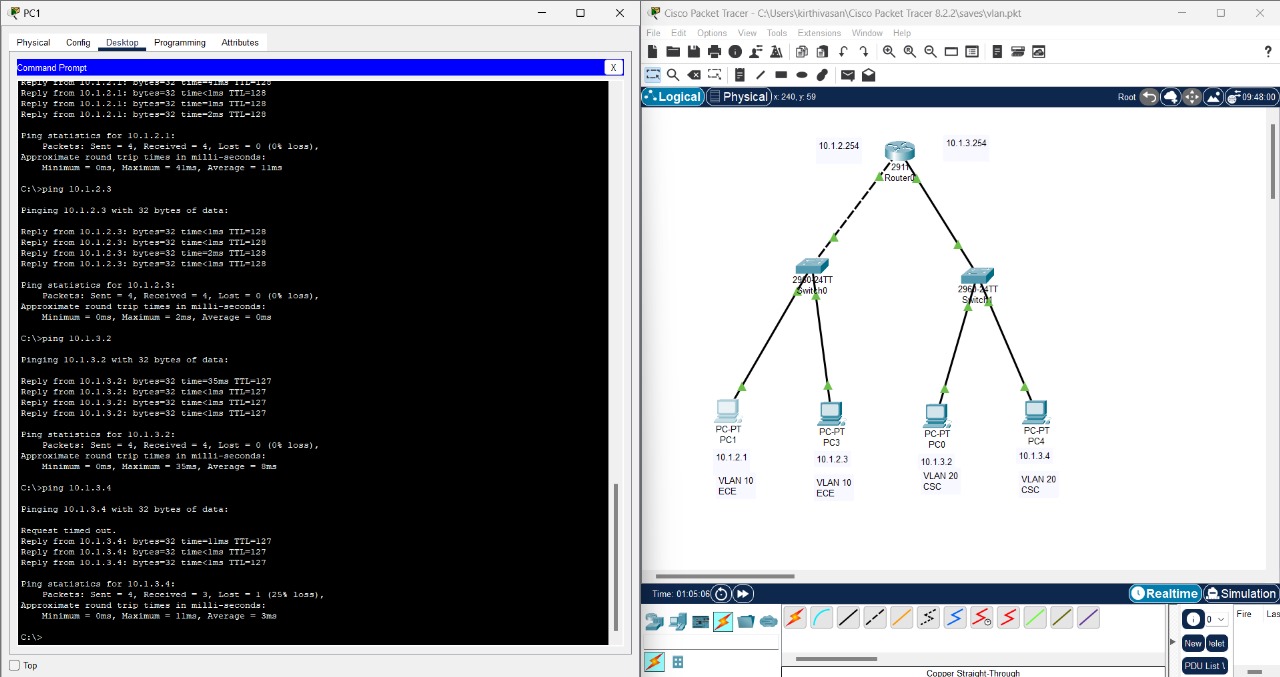 PC1
Physical Config Desktop Programming Attributes
Command Prompt
X
Reply from 10.1.2.1: bytes=32 time=41ms TTL=128
Reply from 10.1.2.1: bytes=32 time<1ms TTL=128
Reply from 10.1.2.1: bytes=32 time=1ms TTL=128
Reply from 10.1.2.1: bytes=32 time=2ms TTL=128
Ping statistics for 10.1.2.1:
Packets: Sent = 4, Received = 4, Lost = 0 (0% loss),
Approximate round trip times in milli-seconds:
Minimum = 0ms, Maximum = 41ms, Average = 11ms
C:\>ping 10.1.2.3
Pinging 10.1.2.3 with 32 bytes of data:
Reply from 10.1.2.3: bytes=32 time<1ms TTL=128
Reply from 10.1.2.3: bytes=32 time<1ms TTL=128
Reply from 10.1.2.3: bytes=32 time=2ms TTL=128
Reply from 10.1.2.3: bytes=32 time<1ms TTL=128
Ping statistics for 10.1.2.3:
Packets: Sent = 4, Received = 4, Lost = 0 (0% loss),
Approximate round trip times in milli-seconds:
Minimum = 0ms, Maximum = 2ms, Average = 0ms
C:\>ping 10.1.3.2
Pinging 10.1.3.2 with 32 bytes of data:
Reply from 10.1.3.2: bytes=32 time=35ms TTL=127
Reply from 10.1.3.2: bytes=32 time<1ms TTL=127
Reply from 10.1.3.2: bytes=32 time<1ms TTL=127
Reply from 10.1.3.2: bytes=32 time<1ms TTL=127
Ping statistics for 10.1.3.2:
Packets: Sent = 4, Received = 4, Lost = 0 (0% loss),
Approximate round trip times in milli-seconds:
Minimum = 0ms, Maximum = 35ms, Average = 8ms
C:\>ping 10.1.3.4
Pinging 10.1.3.4 with 32 bytes of data:
Request timed out.
Reply from 10.1.3.4: bytes=32 time=11ms TTL=127
Reply from 10.1.3.4: bytes=32 time<1ms TTL=127
Reply from 10.1.3.4: bytes=32 time<1ms TTL=127
Ping statistics for 10.1.3.4:
Packets: Sent = 4, Received = 3, Lost = 1 (25% loss),
Approximate round trip times in milli-seconds:
Minimum = 0ms, Maximum = 11ms, Average = 3ms
C:\>
Top
Cisco Packet Tracer - C:\Users\kirthivasan\Cisco Packet Tracer 8.2.2\saves\vlan.pkt
File Edit Options View Tools Extensions Window Help
?
Logical Physical x: 240, y: 59 Root 09:48:00
10.1.2.254 10.1.3.254
2911
Router0
2960-24TT
Switch0
2960-24TT
Switch1
PC-PT
PC1
10.1.2.1
VLAN 10
ECE
PC-PT
PC3
10.1.2.3
VLAN 10
ECE
PC-PT
PC0
10.1.3.2
VLAN 20
CSC
PC-PT
PC4
10.1.3.4
VLAN 20
CSC
Time: 01:05:06 Realtime Simulation
0 Fire Las
New elet
PDU List \
Copper Straight-Through